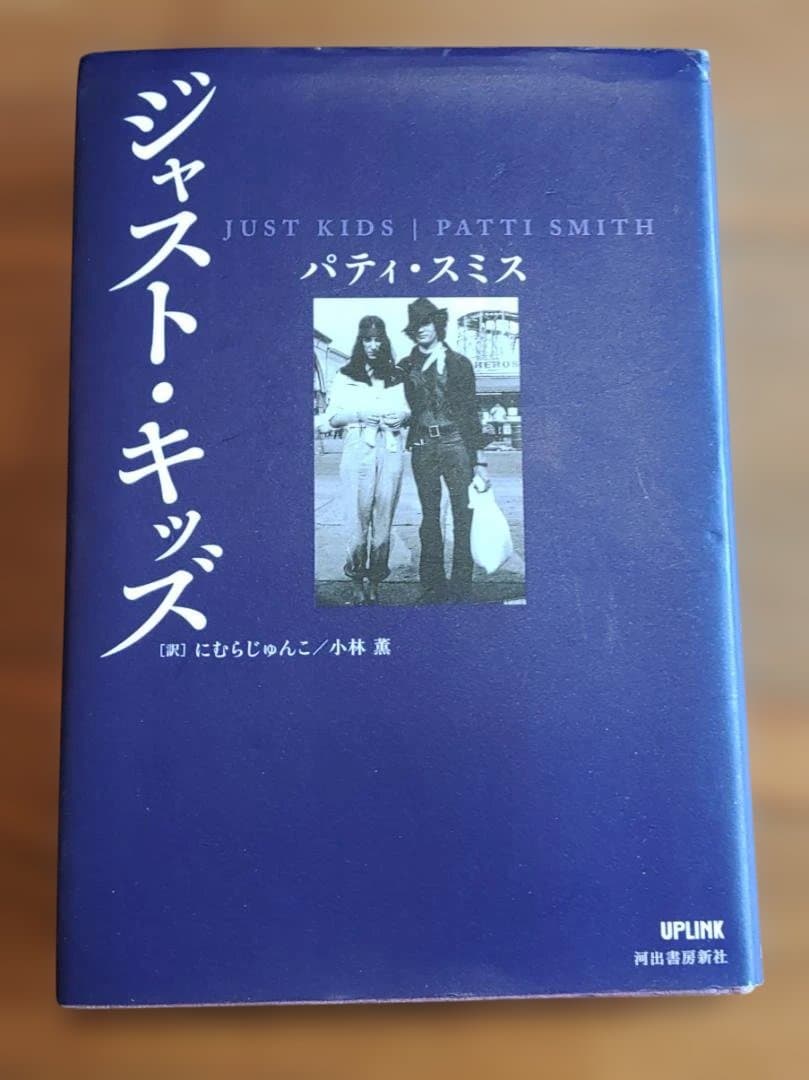 ジャスト・キッズ
JUST KIDS | PATTI SMITH
パティ・スミス
HEROS
[訳] にむらじゅんこ／小林 薫
UPLINK
河出書房新社